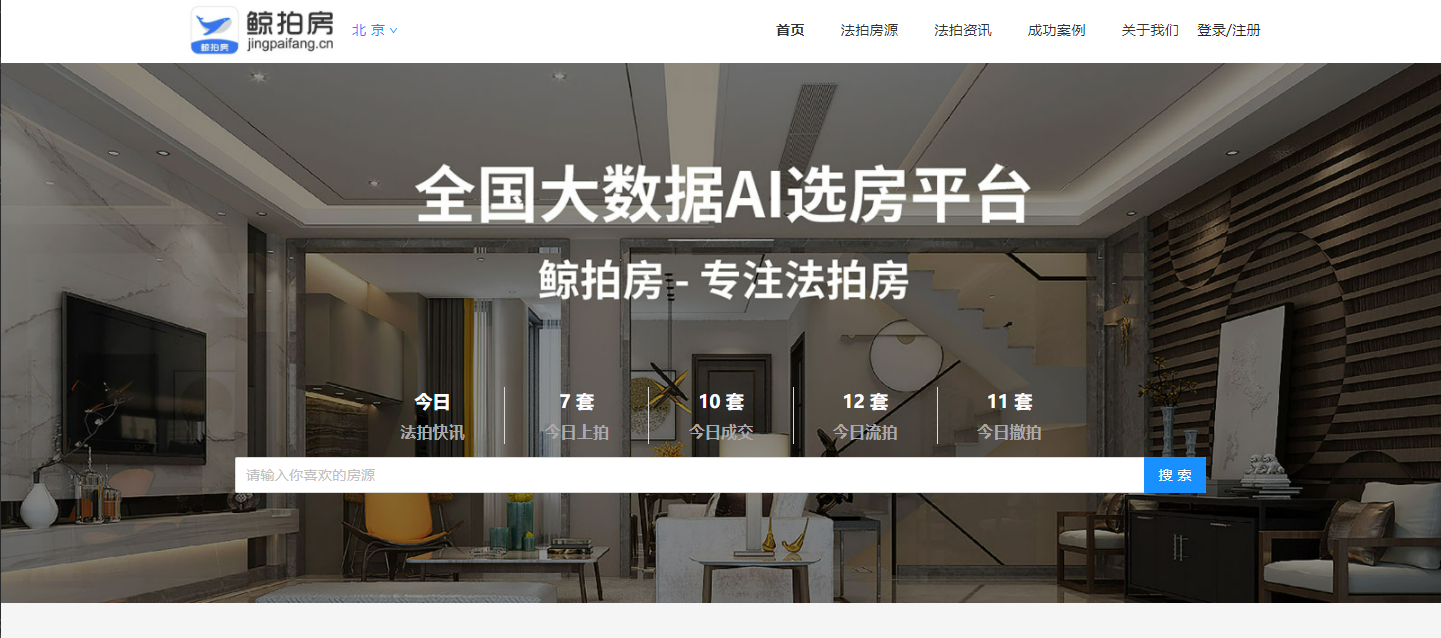 鲸拍房
鲸拍房
jingpaifang.cn
北京
首页
法拍房源
法拍资讯
成功案例
关于我们
登录/注册
全国大数据AI选房平台
鲸拍房 - 专注法拍房
今日
法拍快讯
7 套
今日上拍
10 套
今日成交
12 套
今日流拍
11 套
今日撤拍
请输入你喜欢的房源
搜 索